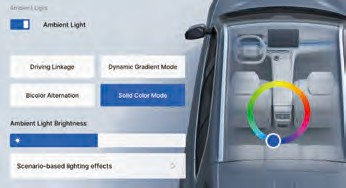 Ambient Light
Ambient Light
Driving Linkage
Dynamic Gradient Mode
Bicolor Alternation
Solid Color Mode
Ambient Light Brightness
Scenario-based lighting effects